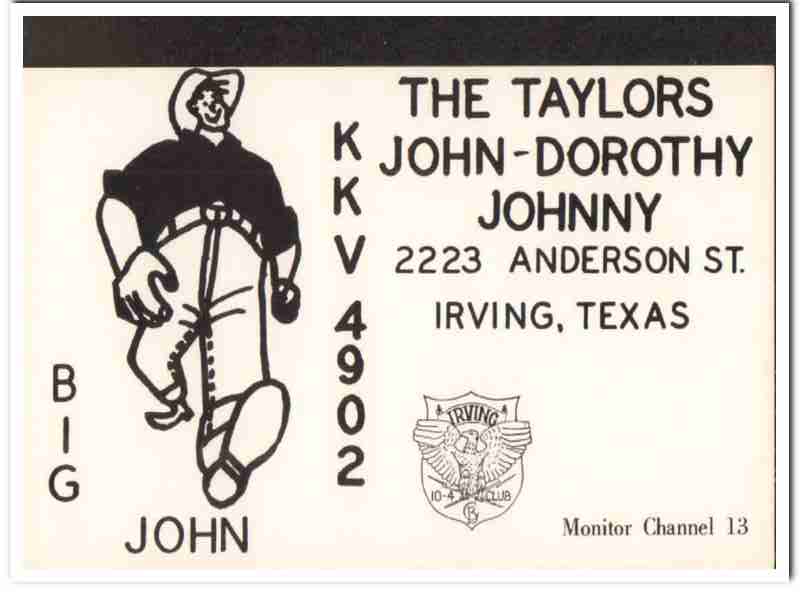 THE TAYLORS
JOHN-DOROTHY
JOHNNY
2223 ANDERSON ST.
IRVING, TEXAS
KKV4902
BIG
JOHN
IRVING
10-4 CLUB
CB
Monitor Channel 13